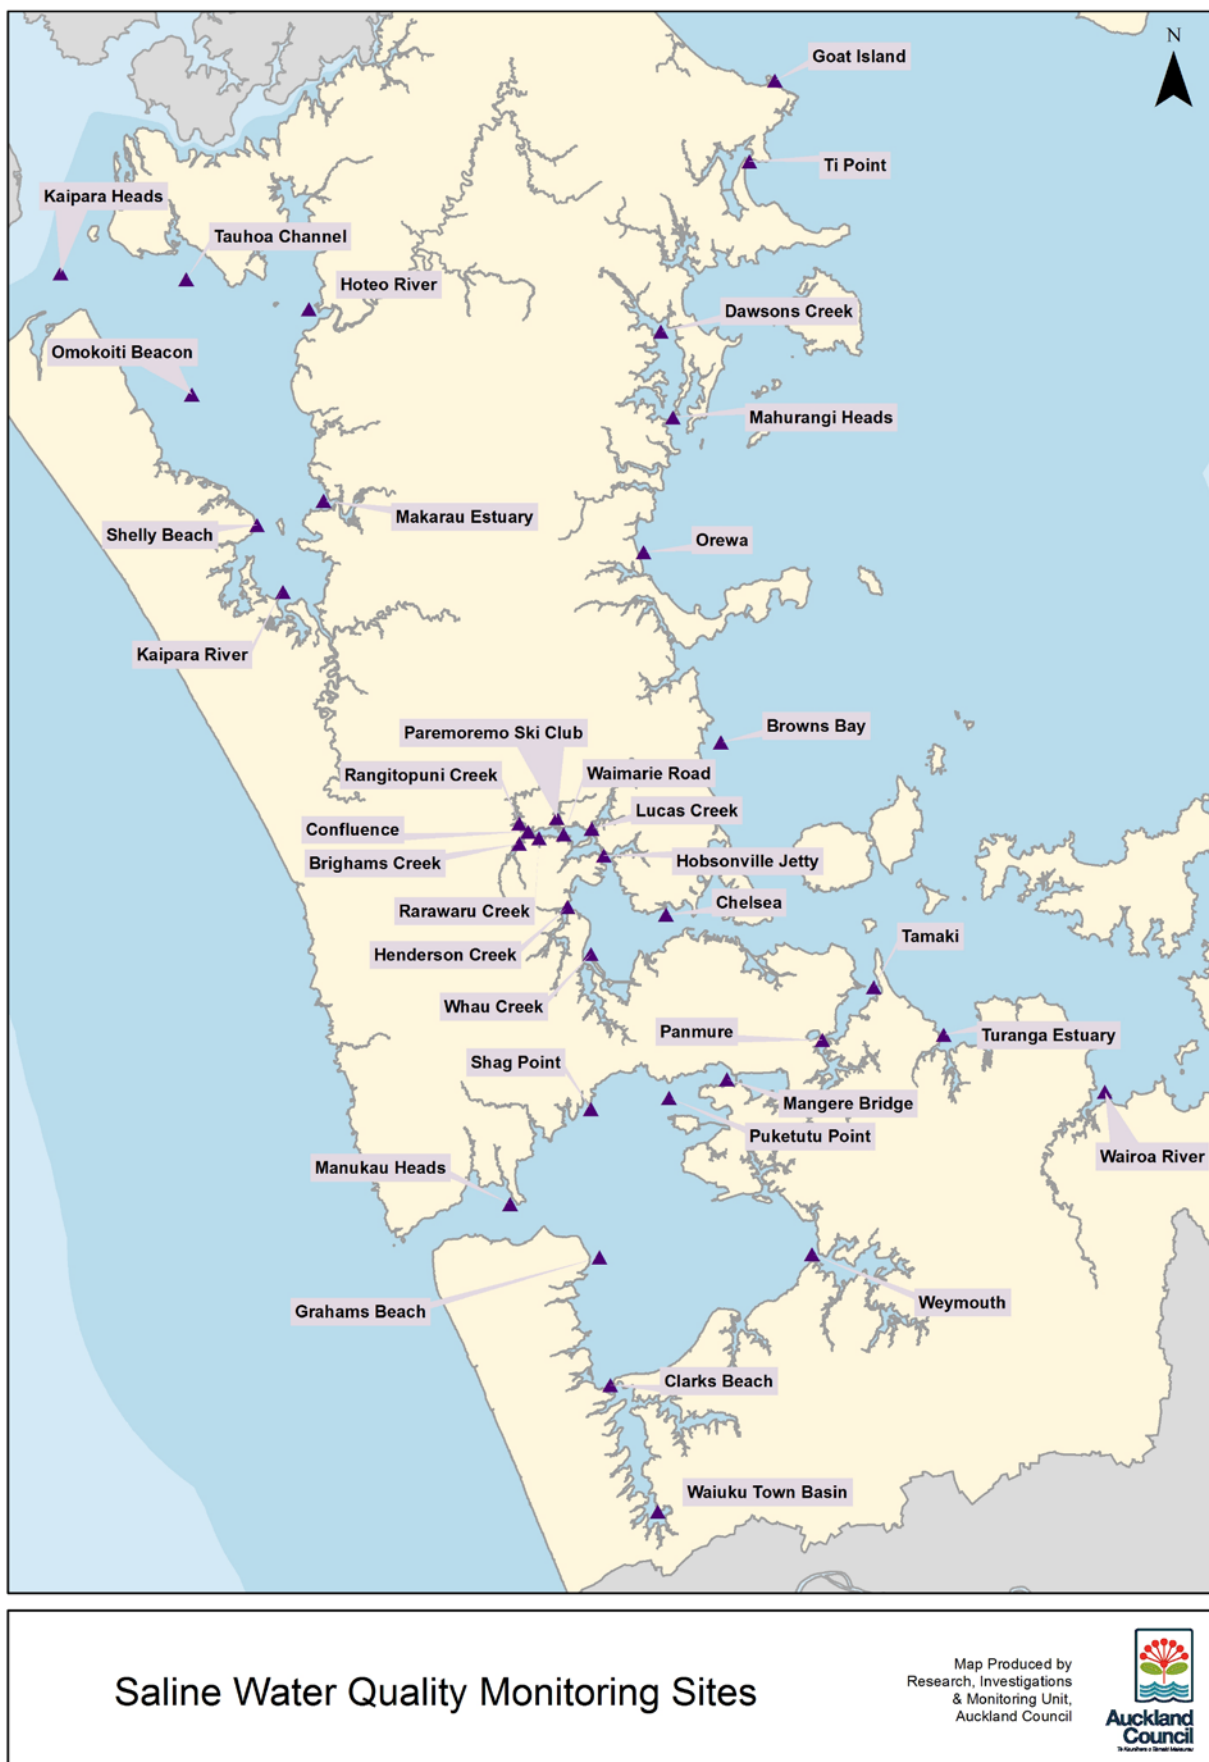 N
Goat Island
Ti Point
Kaipara Heads
Tauhoa Channel
Hoteo River
Dawsons Creek
Omokoiti Beacon
Mahurangi Heads
Makarau Estuary
Shelly Beach
Orewa
Kaipara River
Browns Bay
Paremoremo Ski Club
Rangitopuni Creek
Waimarie Road
Lucas Creek
Confluence
Brighams Creek
Hobsonville Jetty
Rarawaru Creek
Chelsea
Henderson Creek
Tamaki
Whau Creek
Panmure
Turanga Estuary
Shag Point
Mangere Bridge
Puketutu Point
Wairoa River
Manukau Heads
Grahams Beach
Weymouth
Clarks Beach
Waiuku Town Basin
Saline Water Quality Monitoring Sites
Map Produced by
Research, Investigations
& Monitoring Unit,
Auckland Council
Auckland
Council
Te Kaunihera o Tāmaki Makaurau